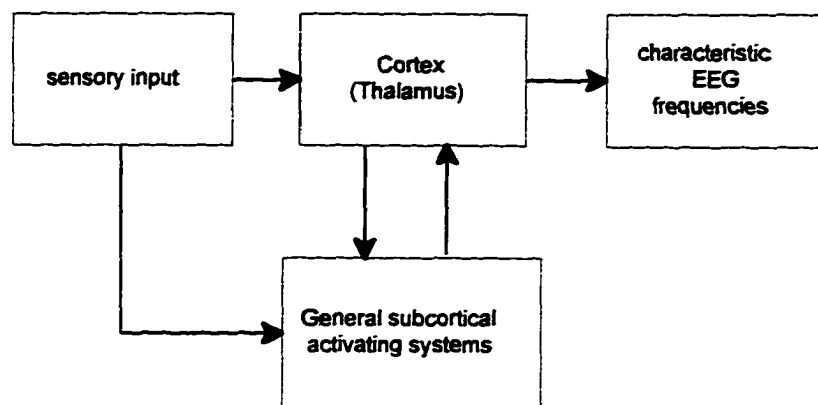 sensory input
Cortex
(Thalamus)
characteristic
EEG
frequencies
General subcortical
activating systems